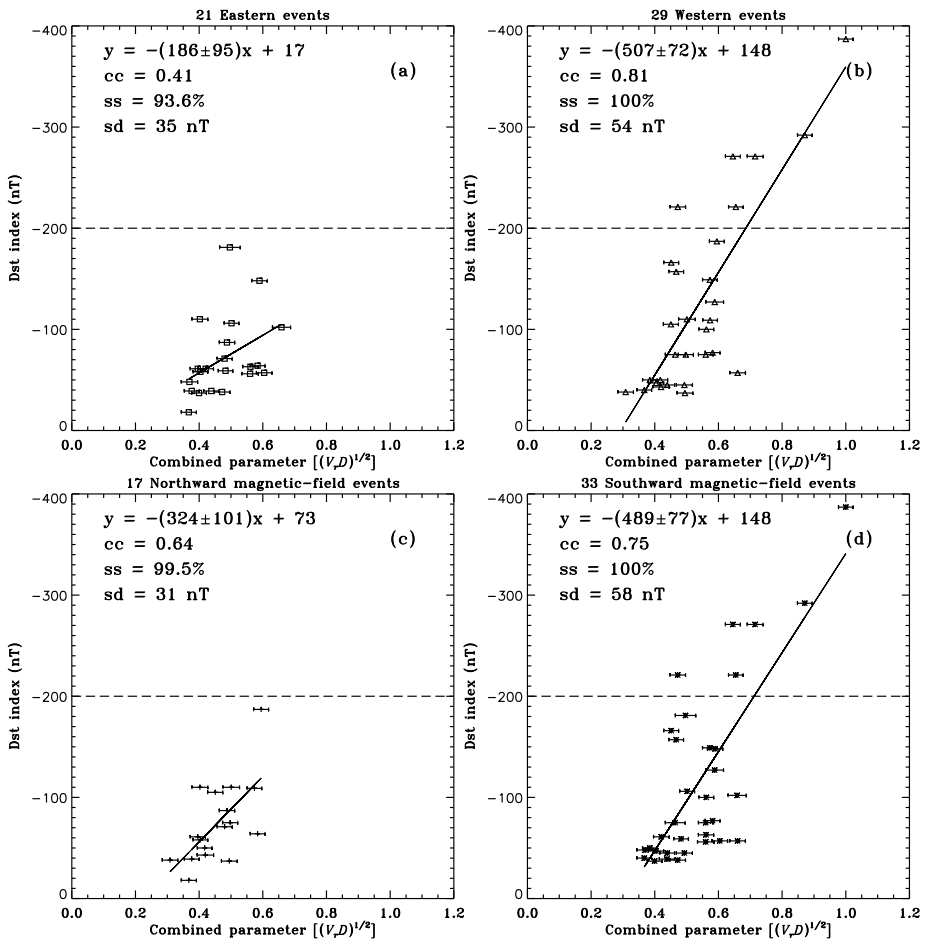 21 Eastern events
y = −(186±95)x + 17
cc = 0.41
ss = 93.6%
sd = 35 nT
(a)
−400
−300
−200
−100
0
Dst index (nT)
0.0 0.2 0.4 0.6 0.8 1.0 1.2
Combined parameter [(VrD)^1/2]
29 Western events
y = −(507±72)x + 148
cc = 0.81
ss = 100%
sd = 54 nT
(b)
−400
−300
−200
−100
0
Dst index (nT)
0.0 0.2 0.4 0.6 0.8 1.0 1.2
Combined parameter [(VrD)^1/2]
17 Northward magnetic−field events
y = −(324±101)x + 73
cc = 0.64
ss = 99.5%
sd = 31 nT
(c)
−400
−300
−200
−100
0
Dst index (nT)
0.0 0.2 0.4 0.6 0.8 1.0 1.2
Combined parameter [(VrD)^1/2]
33 Southward magnetic−field events
y = −(489±77)x + 148
cc = 0.75
ss = 100%
sd = 58 nT
(d)
−400
−300
−200
−100
0
Dst index (nT)
0.0 0.2 0.4 0.6 0.8 1.0 1.2
Combined parameter [(VrD)^1/2]